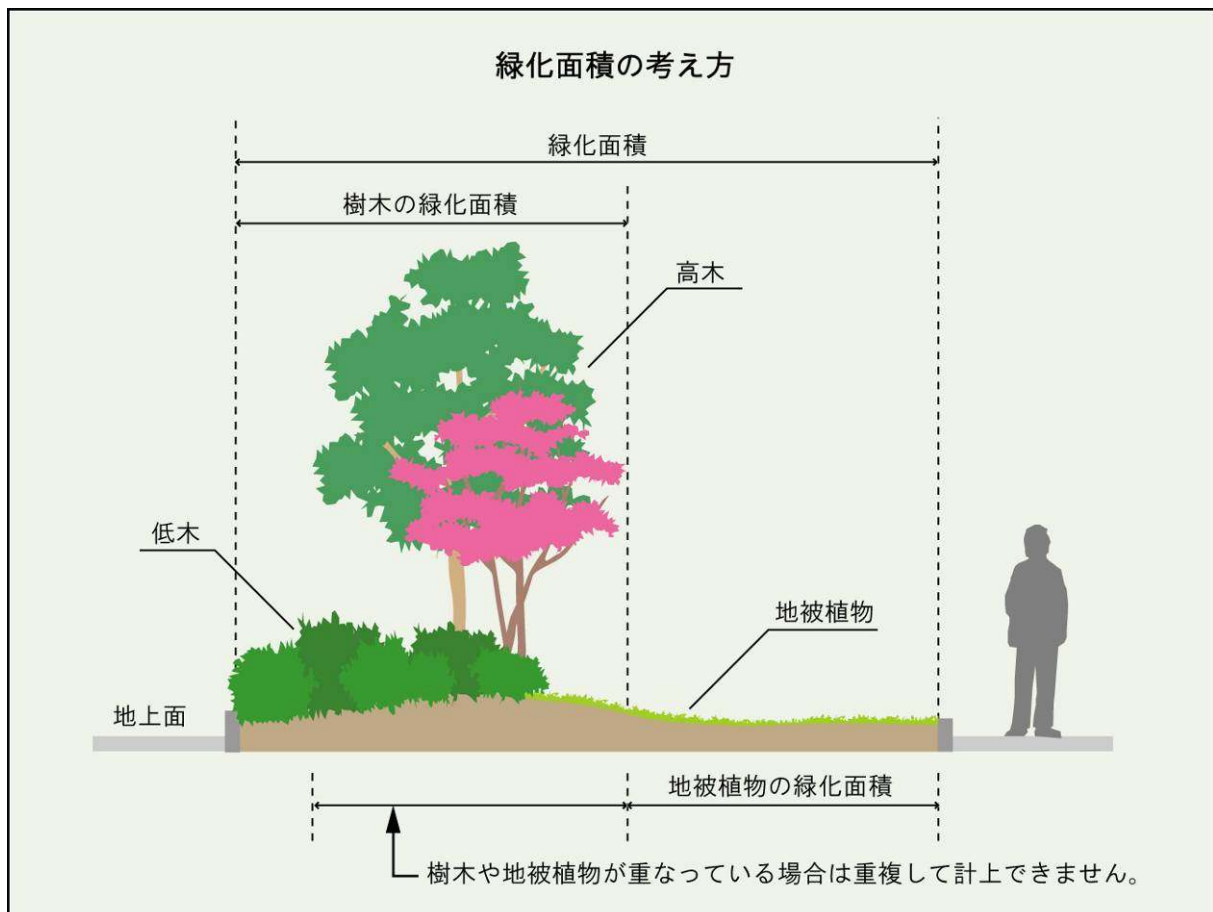 緑化面積の考え方
緑化面積
樹木の緑化面積
高木
低木
地被植物
地上面
地被植物の緑化面積
樹木や地被植物が重なっている場合は重複して計上できません。